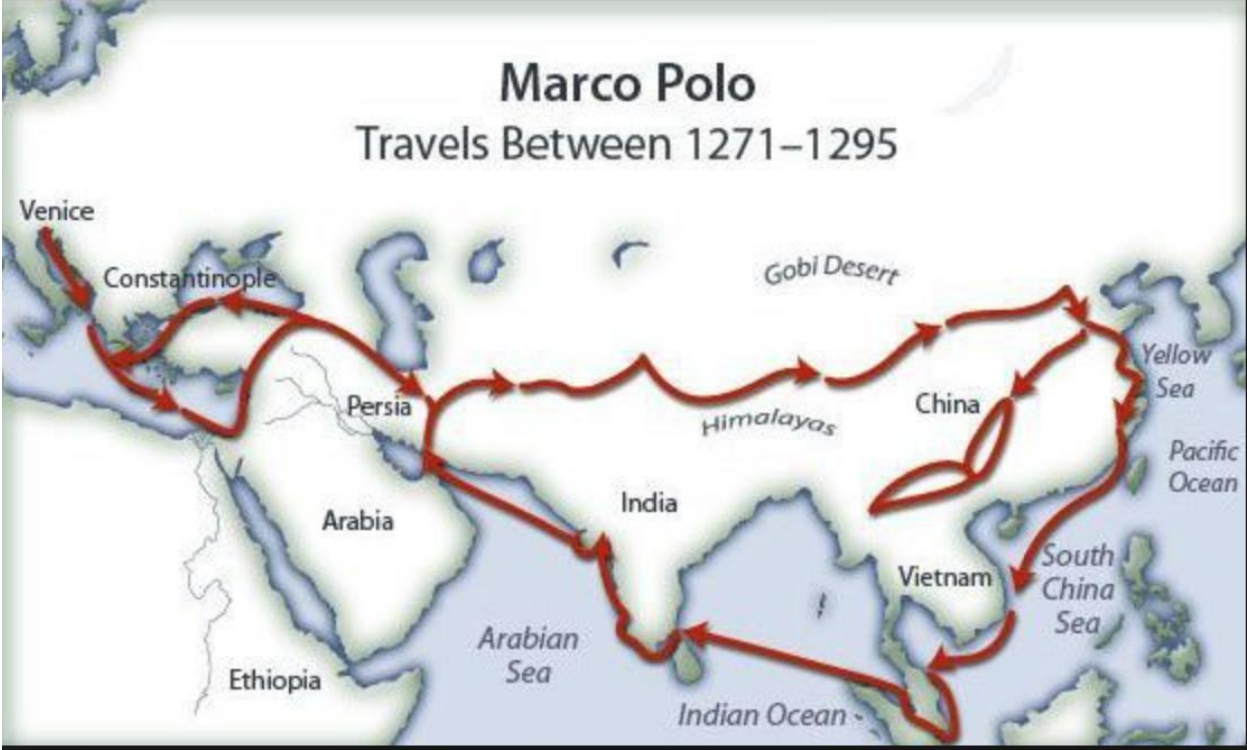 Marco Polo
Travels Between 1271–1295
Venice
Constantinople
Gobi Desert
Yellow
Sea
Persia
China
Himalayas
Pacific
Ocean
India
Arabia
Vietnam
South
China
Sea
Arabian
Sea
Ethiopia
Indian Ocean